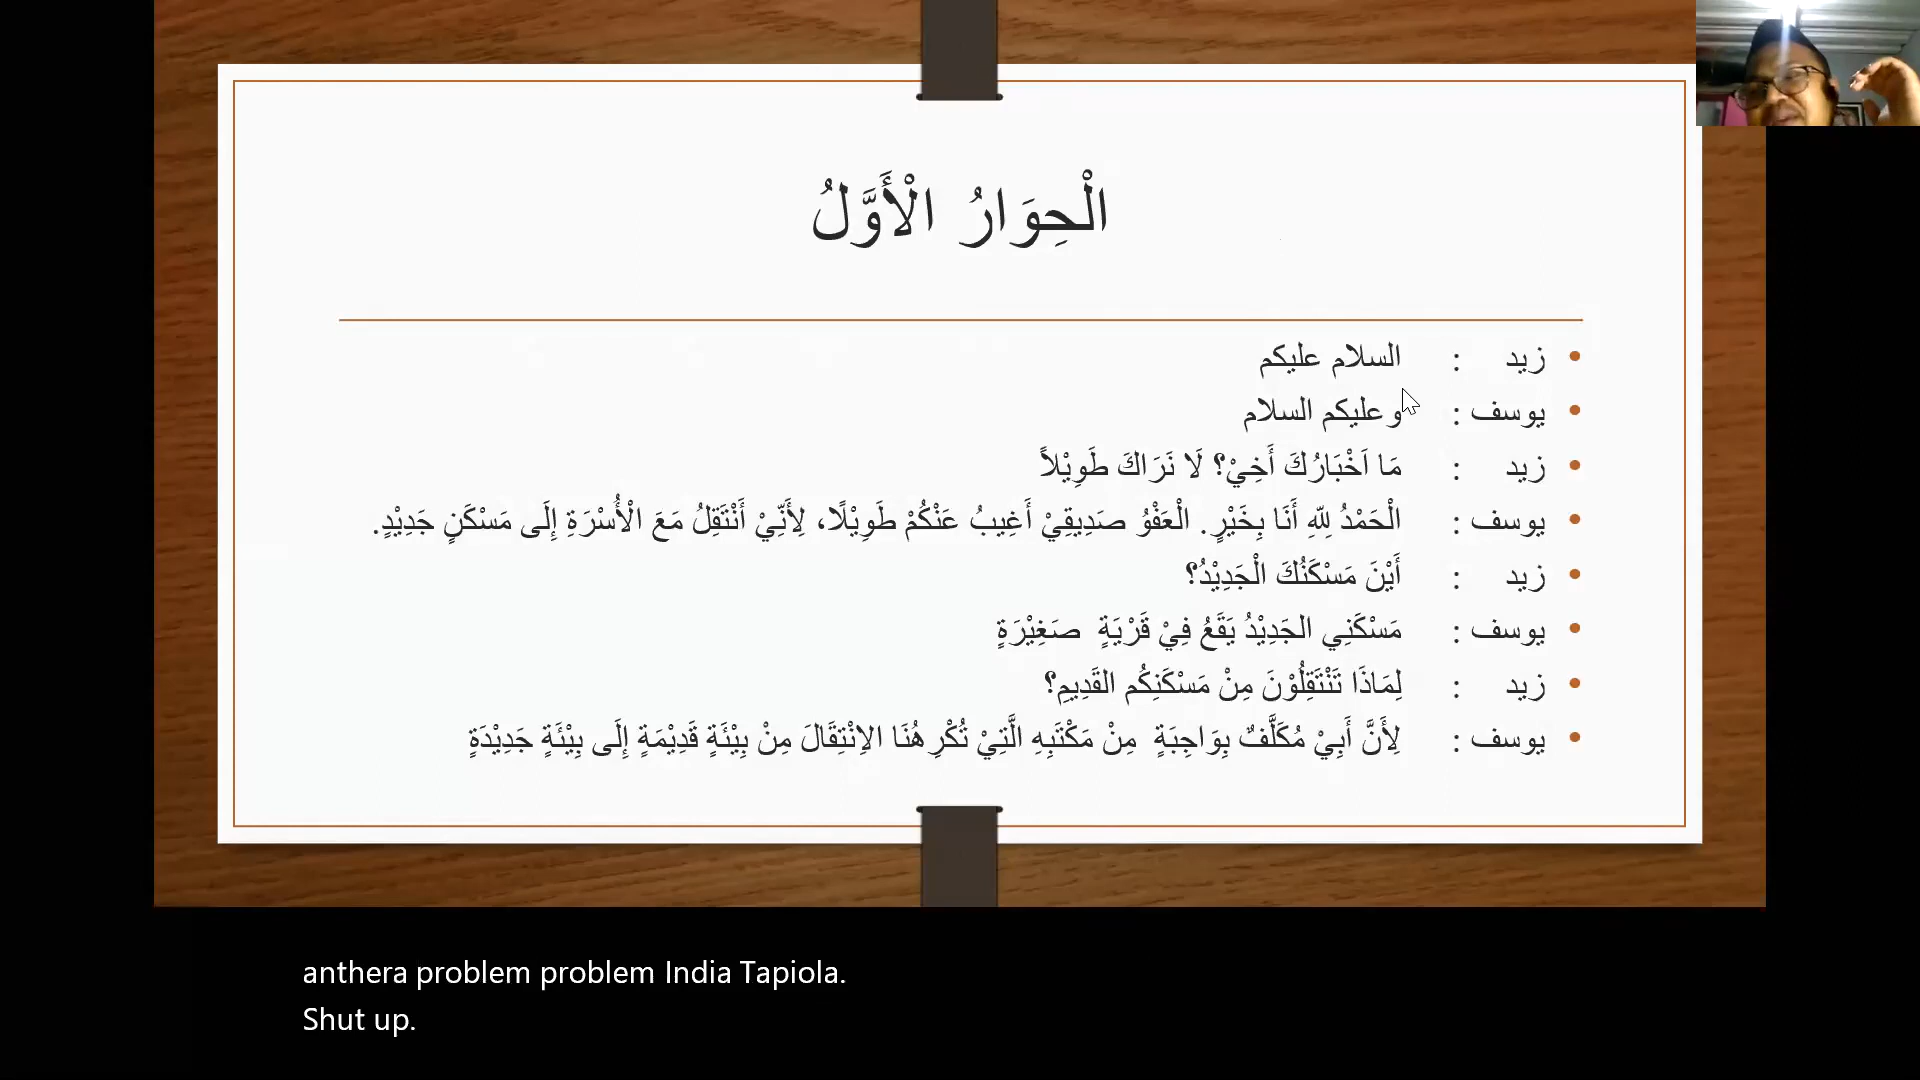 الْحِوَارُ الْأَوَّلُ
• زيد : السلام عليكم
• يوسف : وعليكم السلام
• زيد : مَا اَخْبَارُكَ أَخِيْ؟ لَا نَرَاكَ طَوِيْلاً
• يوسف : الْحَمْدُ لِلّهِ أَنَا بِخَيْرٍ. الْعَفْوُ صَدِيقِيْ أَغِيبُ عَنْكُمْ طَوِيْلًا، لِأَنِّيْ أَنْتَقِلُ مَعَ الْأُسْرَةِ إِلَى مَسْكَنٍ جَدِيْدٍ.
• زيد : أَيْنَ مَسْكَنُكَ الْجَدِيْدُ؟
• يوسف : مَسْكَنِي الجَدِيْدُ يَقَعُ فِيْ قَرْيَةٍ صَغِيْرَةٍ
• زيد : لِمَاذَا تَنْتَقِلُوْنَ مِنْ مَسْكَنِكُم القَدِيمِ؟
• يوسف : لِأَنَّ أَبِيْ مُكَلَّفٌ بِوَاجِبَةٍ مِنْ مَكْتَبِهِ الَّتِيْ تُكْرِهُنَا الاِنْتِقَالَ مِنْ بِيْئَةٍ قَدِيْمَةٍ إِلَى بِيْئَةٍ جَدِيْدَةٍ
anthera problem problem India Tapiola.
Shut up.